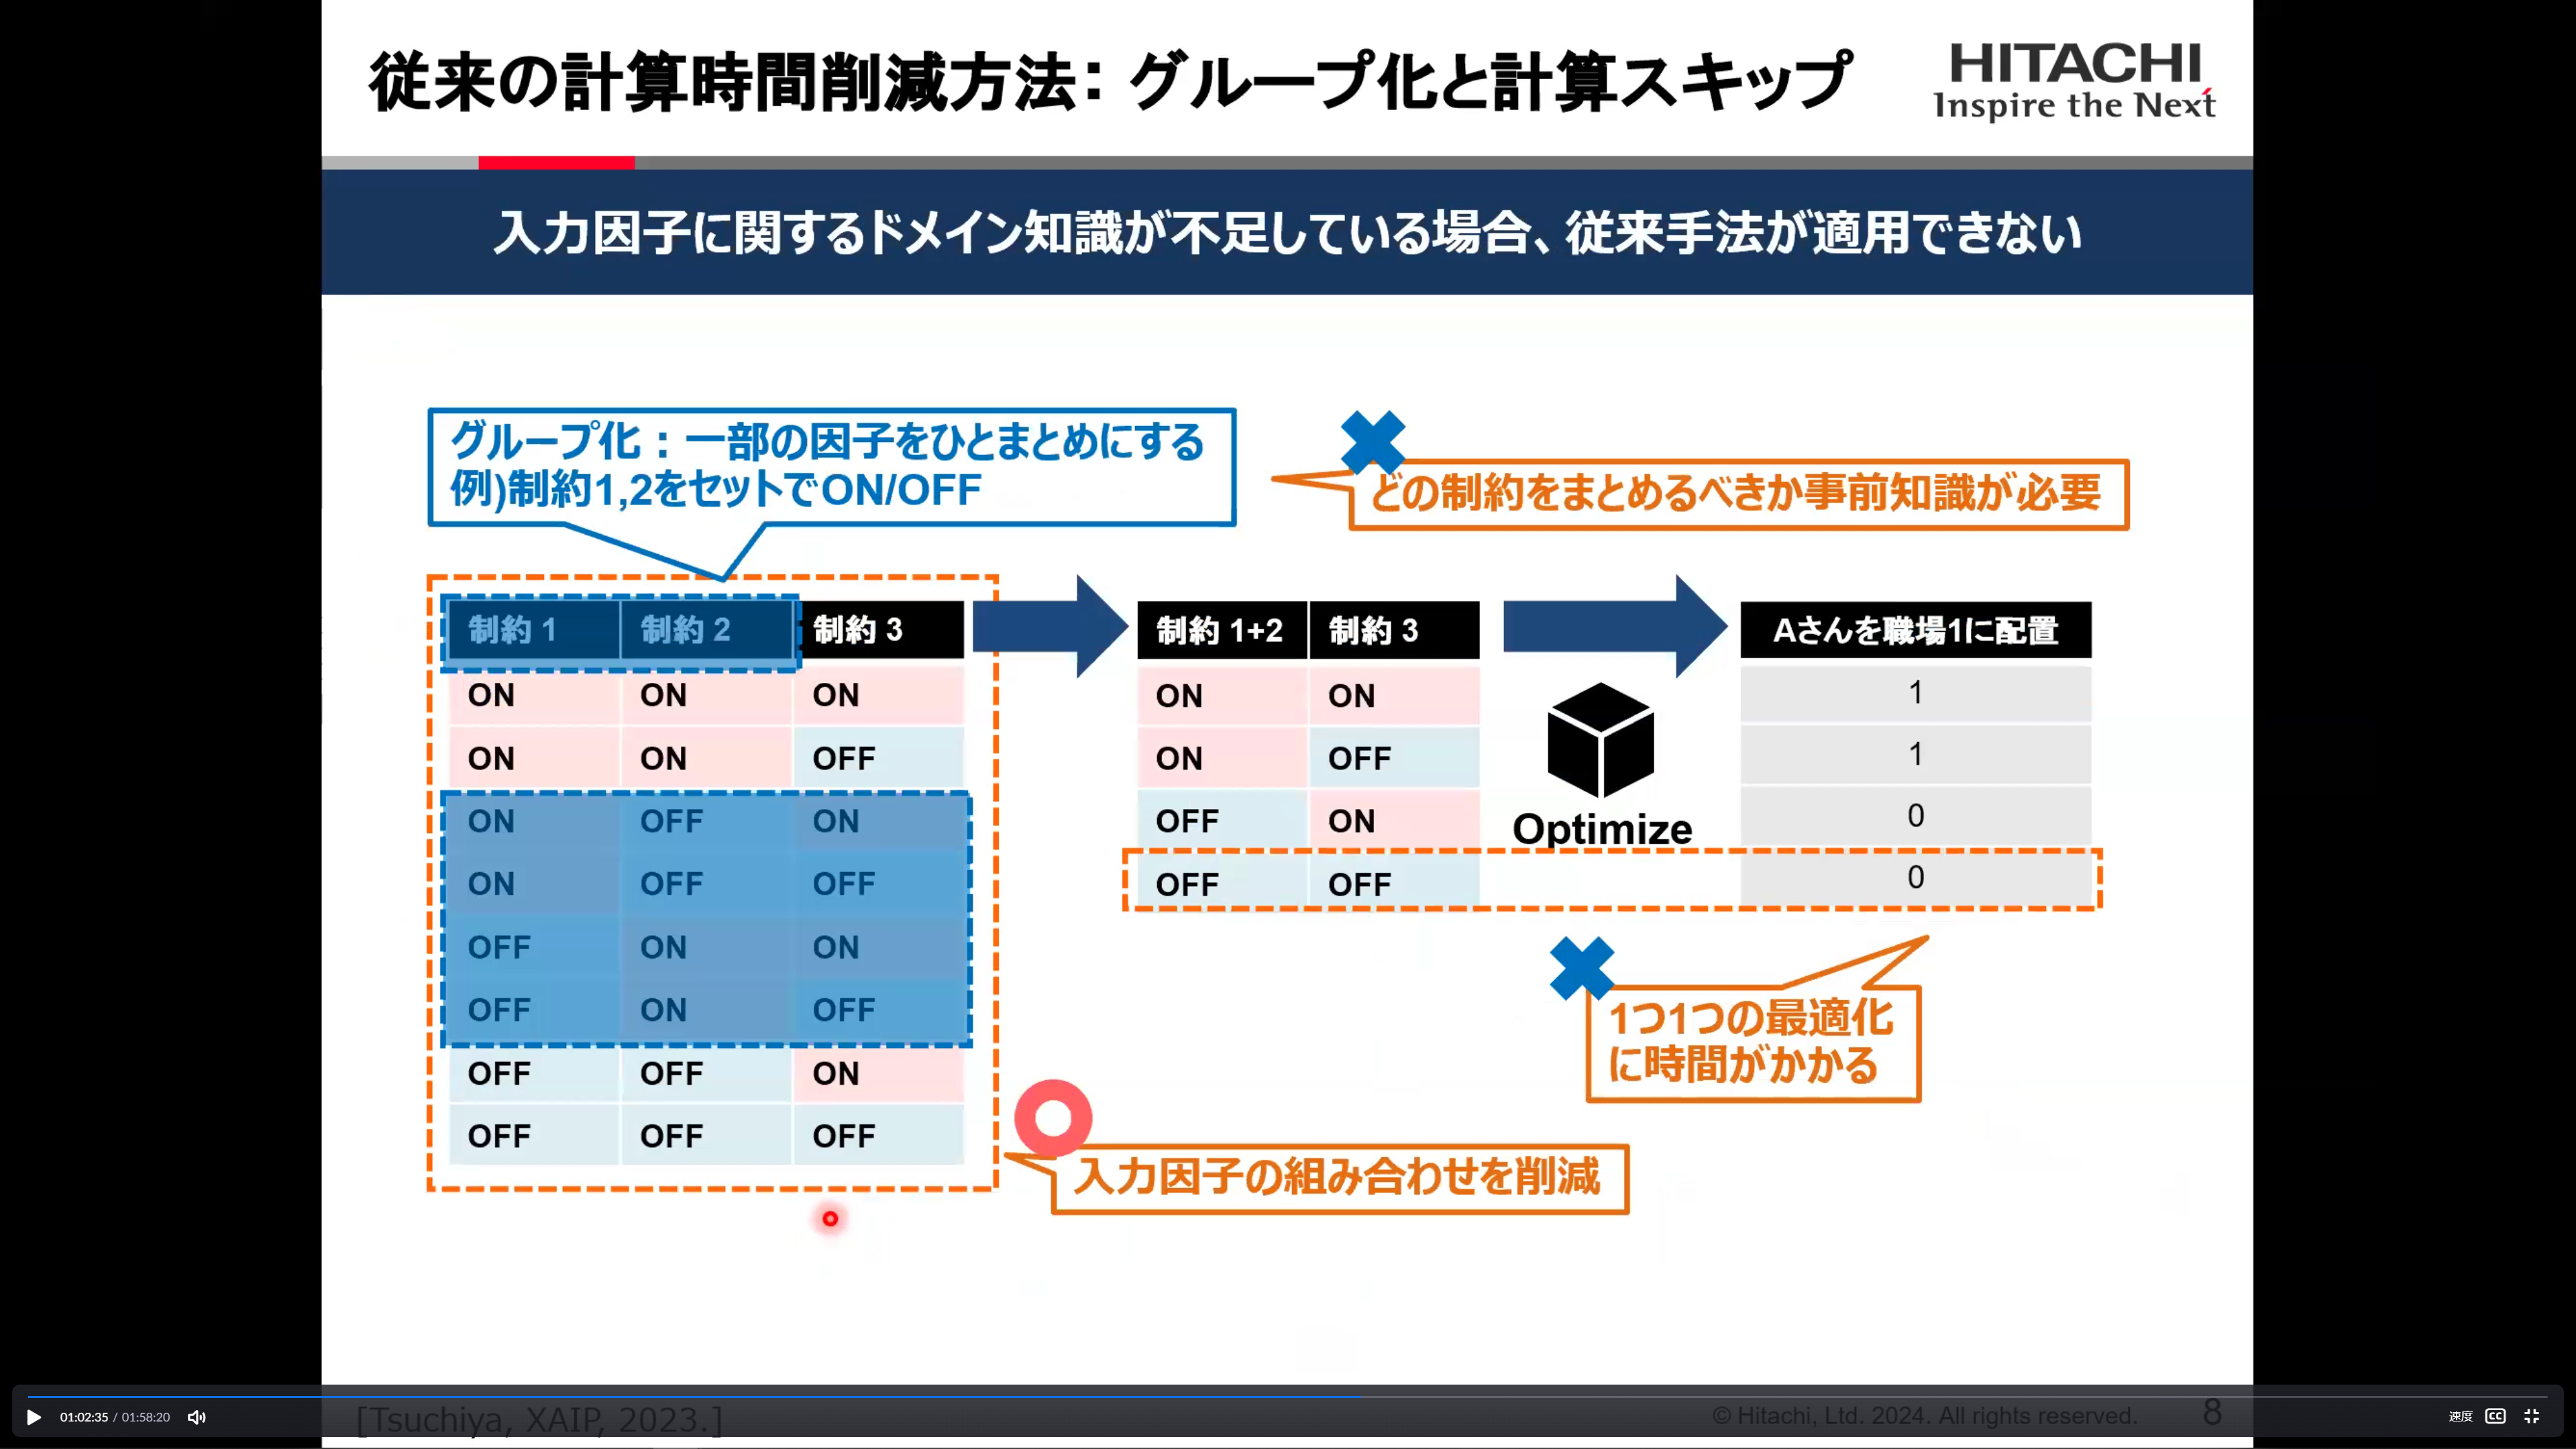 従来の計算時間削減方法：グループ化と計算スキップ
HITACHI
Inspire the Next
入力因子に関するドメイン知識が不足している場合、従来手法が適用できない
グループ化：一部の因子をひとまとめにする
例)制約1,2をセットでON/OFF
どの制約をまとめるべきか事前知識が必要
制約 1 制約 2 制約 3
ON ON ON
ON ON OFF
ON OFF ON
ON OFF OFF
OFF ON ON
OFF ON OFF
OFF OFF ON
OFF OFF OFF
制約 1+2 制約 3
ON ON
ON OFF
OFF ON
OFF OFF
Optimize
Aさんを職場1に配置
1
1
0
0
1つ1つの最適化
に時間がかかる
入力因子の組み合わせを削減
[Tsuchiya, XAIP, 2023.]
© Hitachi, Ltd. 2024. All rights reserved. 8
01:02:35 / 01:58:20
速度
CC